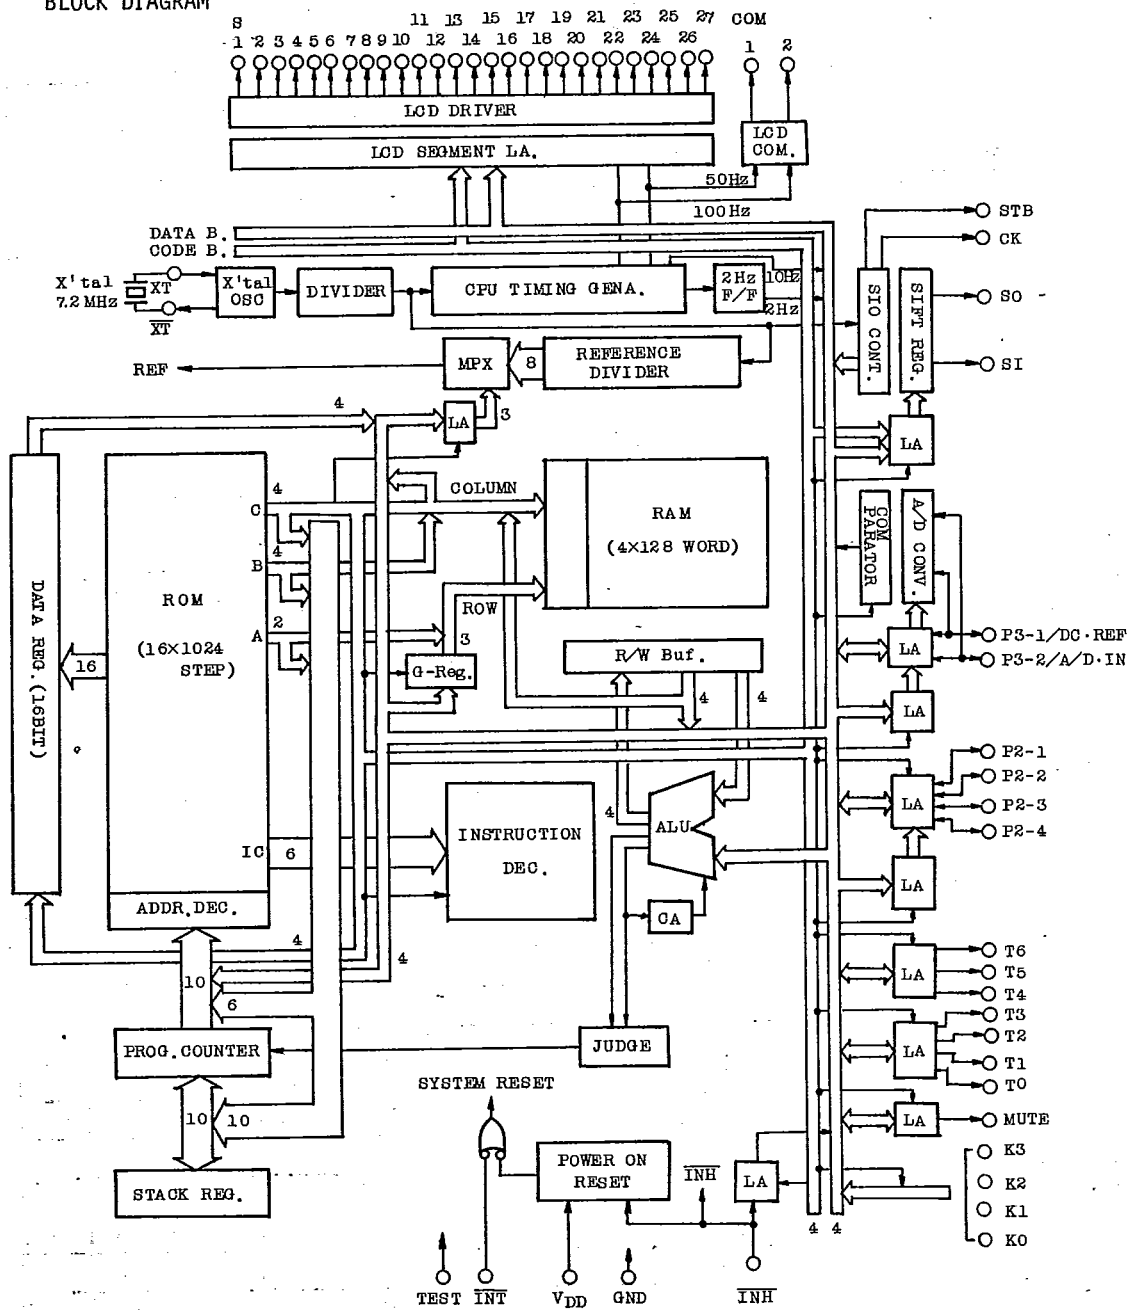 BLOCK DIAGRAM
S
11 13 15 17 19 21 23 25 27 COM
1 2 3 4 5 6 7 8 9 10 12 14 16 18 20 22 24 26 1 2
LCD DRIVER
LCD SEGMENT LA.
LCD
COM.
50Hz
100Hz
DATA B.
CODE B.
STB
CK
SO
SI
X'tal
7.2 MHz
XT
XT
X'tal
OSC
DIVIDER
CPU TIMING GENA.
2Hz
F/F
10Hz
2Hz
SIO CONT.
SIFT REG.
REF
MPX
8
REFERENCE
DIVIDER
4
LA
3
LA
DATA REG.(16BIT)
16
ROM
(16×1024
STEP)
4
C
4
B
2
A
COLUMN
ROW
3
G-Reg.
RAM
(4×128 WORD)
COM
PARATOR
A/D CONV.
LA
P3-1/DC·REF
P3-2/A/D·IN
R/W Buf.
4
4
LA
IC
6
INSTRUCTION
DEC.
4
ALU
CA
LA
P2-1
P2-2
P2-3
P2-4
LA
ADDR.DEC.
4
4
10
6
LA
T6
T5
T4
PROG.COUNTER
JUDGE
LA
T3
T2
T1
T0
10
10
SYSTEM RESET
LA
MUTE
STACK REG.
POWER ON
RESET
INH
LA
K3
K2
K1
K0
4 4
TEST INT VDD GND INH